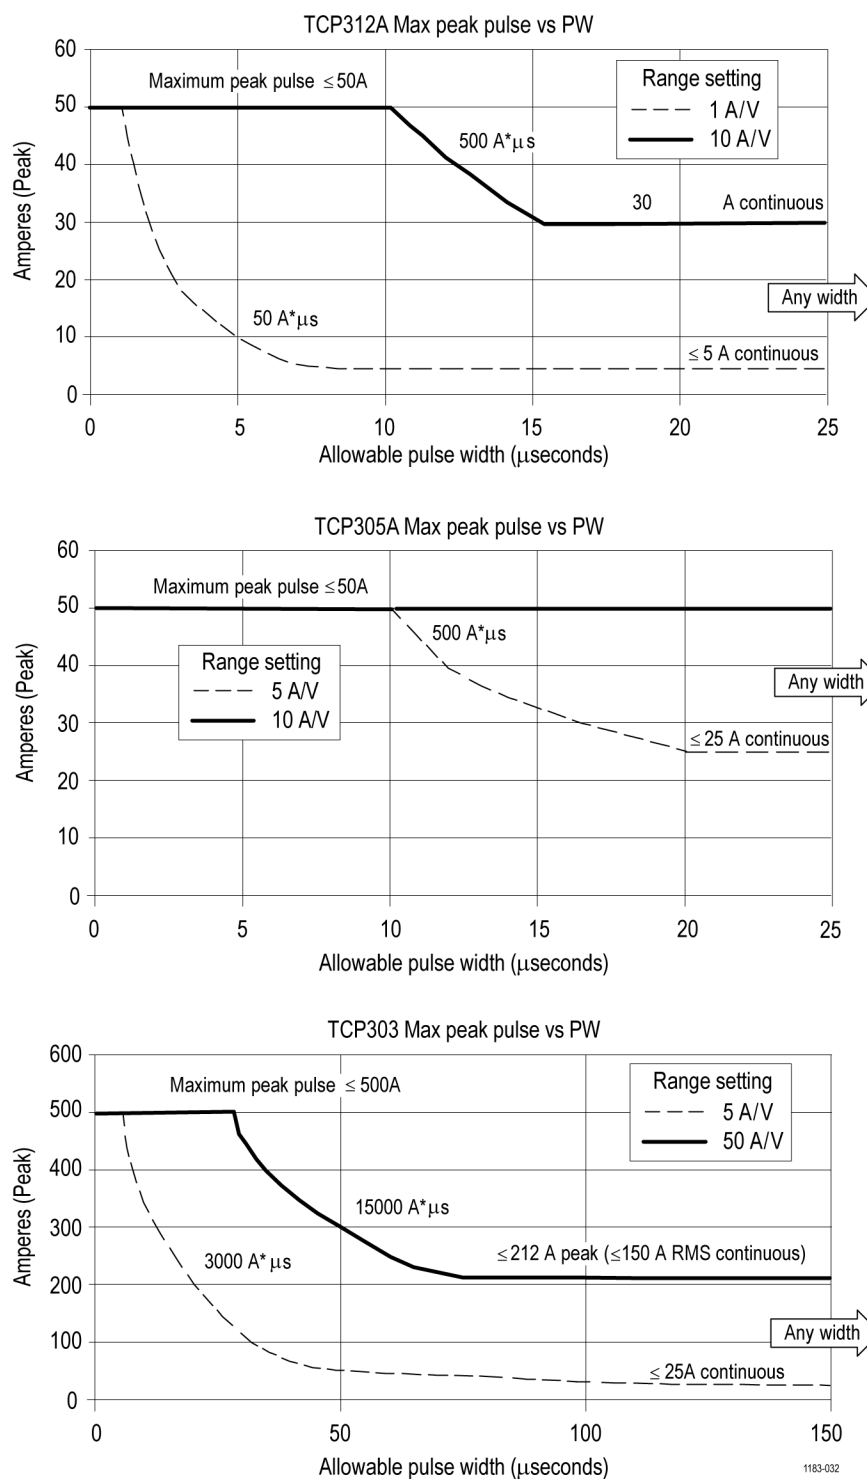 TCP312A Max peak pulse vs PW
60
50
40
30
20
10
0
Amperes (Peak)
Maximum peak pulse ≤50A
Range setting
1 A/V
10 A/V
500 A*μs
30 A continuous
50 A*μs
Any width
≤ 5 A continuous
0 5 10 15 20 25
Allowable pulse width (μseconds)
TCP305A Max peak pulse vs PW
60
50
40
30
20
10
0
Amperes (Peak)
Maximum peak pulse ≤50A
500 A*μs
Range setting
5 A/V
10 A/V
Any width
≤ 25 A continuous
0 5 10 15 20 25
Allowable pulse width (μseconds)
TCP303 Max peak pulse vs PW
600
500
400
300
200
100
0
Amperes (Peak)
Maximum peak pulse ≤ 500A
Range setting
5 A/V
50 A/V
15000 A*μs
3000 A* μs
≤212 A peak (≤150 A RMS continuous)
Any width
≤ 25A continuous
0 50 100 150
Allowable pulse width (μseconds)
1183-032